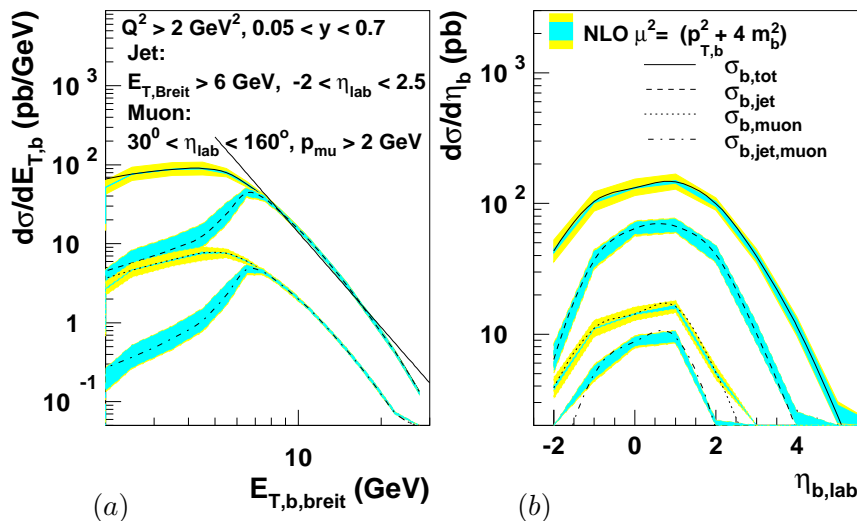 Q² > 2 GeV², 0.05 < y < 0.7
Jet:
E_T,Breit > 6 GeV, -2 < η_lab < 2.5
Muon:
30⁰ < η_lab < 160°, p_mu > 2 GeV
dσ/dE_T,b (pb/GeV)
10³
10²
10
1
10⁻¹
10
E_T,b,breit (GeV)
(a)
NLO μ² = (p²_T,b + 4 m²_b)
σ_b,tot
σ_b,jet
σ_b,muon
σ_b,jet,muon
dσ/dη_b (pb)
10³
10²
10
-2 0 2 4
η_b,lab
(b)